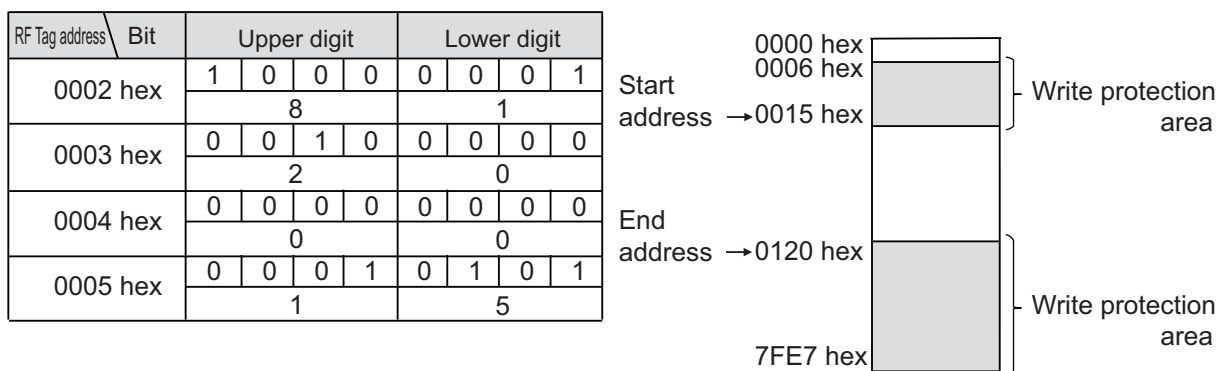 RF Tag address Bit Upper digit Lower digit
0002 hex
1 0 0 0 0 0 0 1
8 1
0003 hex
0 0 1 0 0 0 0 0
2 0
0004 hex
0 0 0 0 0 0 0 0
0 0
0005 hex
0 0 0 1 0 1 0 1
1 5
0000 hex
0006 hex
Start
address →0015 hex
Write protection
area
End
address →0120 hex
Write protection
area
7FE7 hex